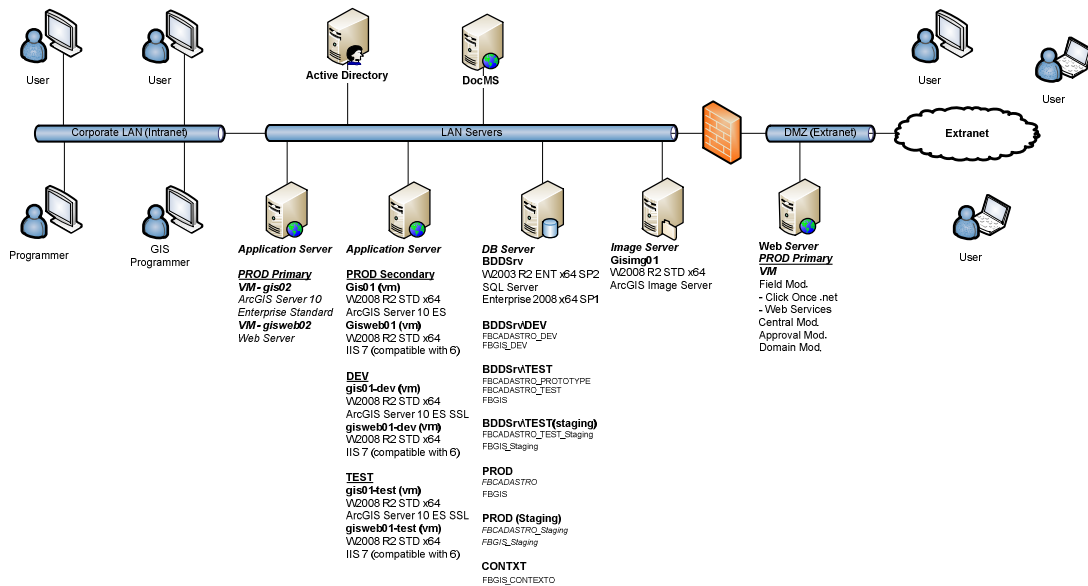 User
User
Active Directory
DocMS
User
User
Corporate LAN (Intranet)
LAN Servers
DMZ (Extranet)
Extranet
Programmer
GIS
Programmer
User
Application Server
PROD Primary
VM- gis02
ArcGIS Server 10
Enterprise Standard
VM- gisweb02
Web Server
Application Server
PROD Secondary
Gis01 (vm)
W2008 R2 STD x64
ArcGIS Server 10 ES
Gisweb01 (vm)
W2008 R2 STD x64
IIS 7 (compatible with 6)
DEV
gis01-dev (vm)
W2008 R2 STD x64
ArcGIS Server 10 ES SSL
gisweb01-dev (vm)
W2008 R2 STD x64
IIS 7 (compatible with 6)
TEST
gis01-test (vm)
W2008 R2 STD x64
ArcGIS Server 10 ES SSL
gisweb01-test (vm)
W2008 R2 STD x64
IIS 7 (compatible with 6)
DB Server
BDDSrv
W2003 R2 ENT x64 SP2
SQL Server
Enterprise 2008 x64 SP1
BDDSrv\DEV
FBCADASTRO_DEV
FBGIS_DEV
BDDSrv\TEST
FBCADASTRO_PROTOTYPE
FBCADASTRO_TEST
FBGIS
BDDSrv\TEST(staging)
FBCADASTRO_TEST_Staging
FBGIS_Staging
PROD
FBCADASTRO
FBGIS
PROD (Staging)
FBCADASTRO_Staging
FBGIS_Staging
CONTXT
FBGIS_CONTEXTO
Image Server
Gisimg01
W2008 R2 STD x64
ArcGIS Image Server
Web Server
PROD Primary
VM
Field Mod.
- Click Once .net
- Web Services
Central Mod.
Approval Mod.
Domain Mod.